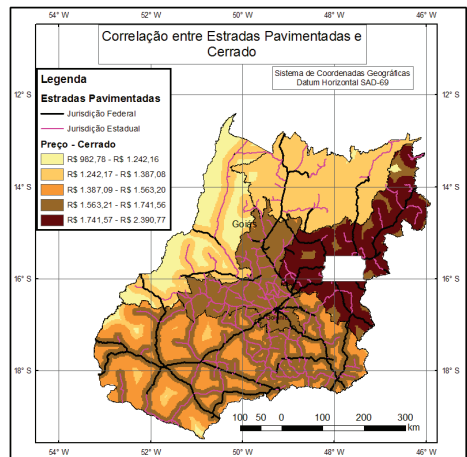 54° W 52° W 50° W 48° W 46° W
Correlação entre Estradas Pavimentadas e
Cerrado
Sistema de Coordenadas Geográficas
Datum Horizontal SAD-69
Legenda
Estradas Pavimentadas
Jurisdição Federal
Jurisdição Estadual
Preço - Cerrado
R$ 982,78 - R$ 1.242,16
R$ 1.242,17 - R$ 1.387,08
R$ 1.387,09 - R$ 1.563,20
R$ 1.563,21 - R$ 1.741,56
R$ 1.741,57 - R$ 2.390,77
12° S 12° S
14° S 14° S
Goiás
16° S 16° S
18° S 18° S
100 50 0 100 200 300
km
54° W 52° W 50° W 48° W 46° W